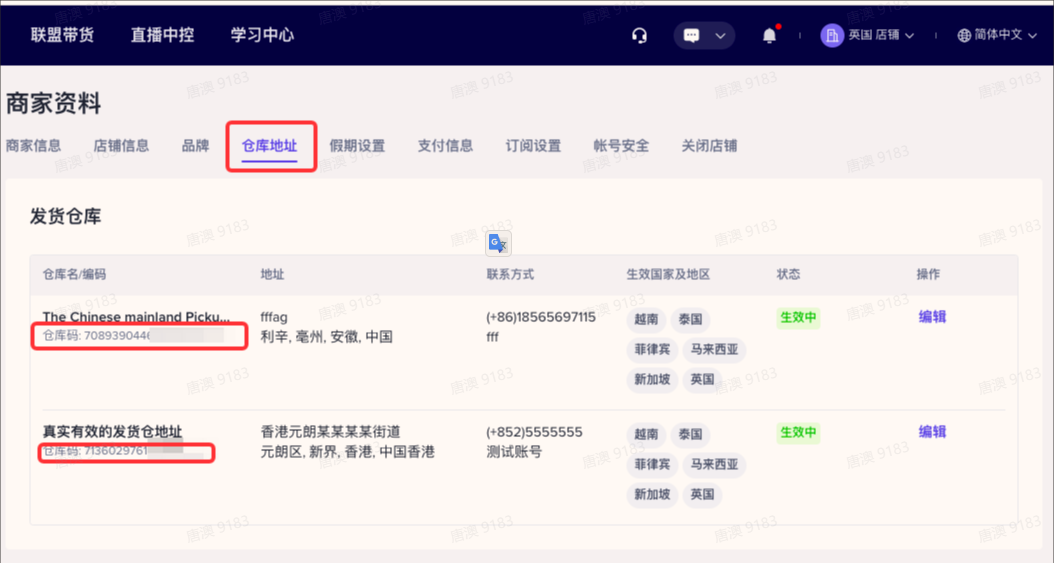 联盟带货 直播中控 学习中心 英国 店铺 简体中文
商家资料
商家信息 店铺信息 品牌 仓库地址 假期设置 支付信息 订阅设置 帐号安全 关闭店铺
发货仓库
仓库名/编码 地址 联系方式 生效国家及地区 状态 操作
The Chinese mainland Picku... fffag (+86)18565697115 越南 泰国 生效中 编辑
仓库码: 7089390446 利辛, 亳州, 安徽, 中国 fff
菲律宾 马来西亚
新加坡 英国
真实有效的发货仓地址 香港元朗某某某某街道 (+852)5555555 越南 泰国 生效中 编辑
仓库码: 7136029761 元朗区, 新界, 香港, 中国香港 测试账号
菲律宾 马来西亚
新加坡 英国
唐澳 9183